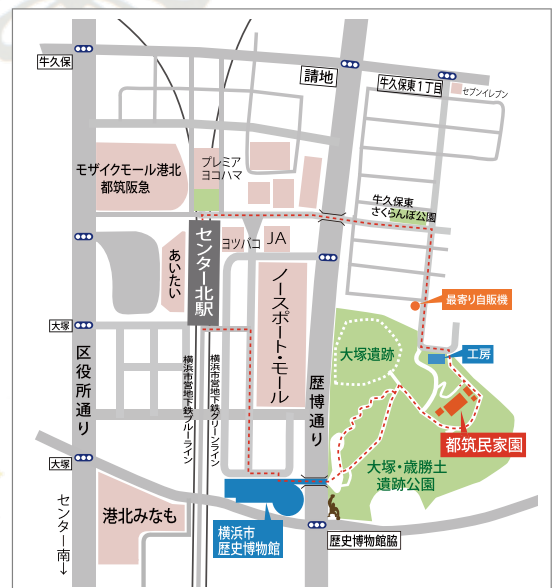 牛久保
請地
牛久保東1丁目
セブンイレブン
モザイクモール港北
都筑阪急
プレミア
ヨコハマ
牛久保東
さくらんぼ公園
センター北駅
ヨツバコ
JA
あいたい
ノースポート・モール
最寄り自販機
大塚
大塚遺跡
工房
区役所通り
横浜市営地下鉄ブルーライン
横浜市営地下鉄グリーンライン
歴博通り
都筑民家園
大塚
大塚・歳勝土
遺跡公園
センター南→
港北みなも
横浜市
歴史博物館
歴史博物館脇